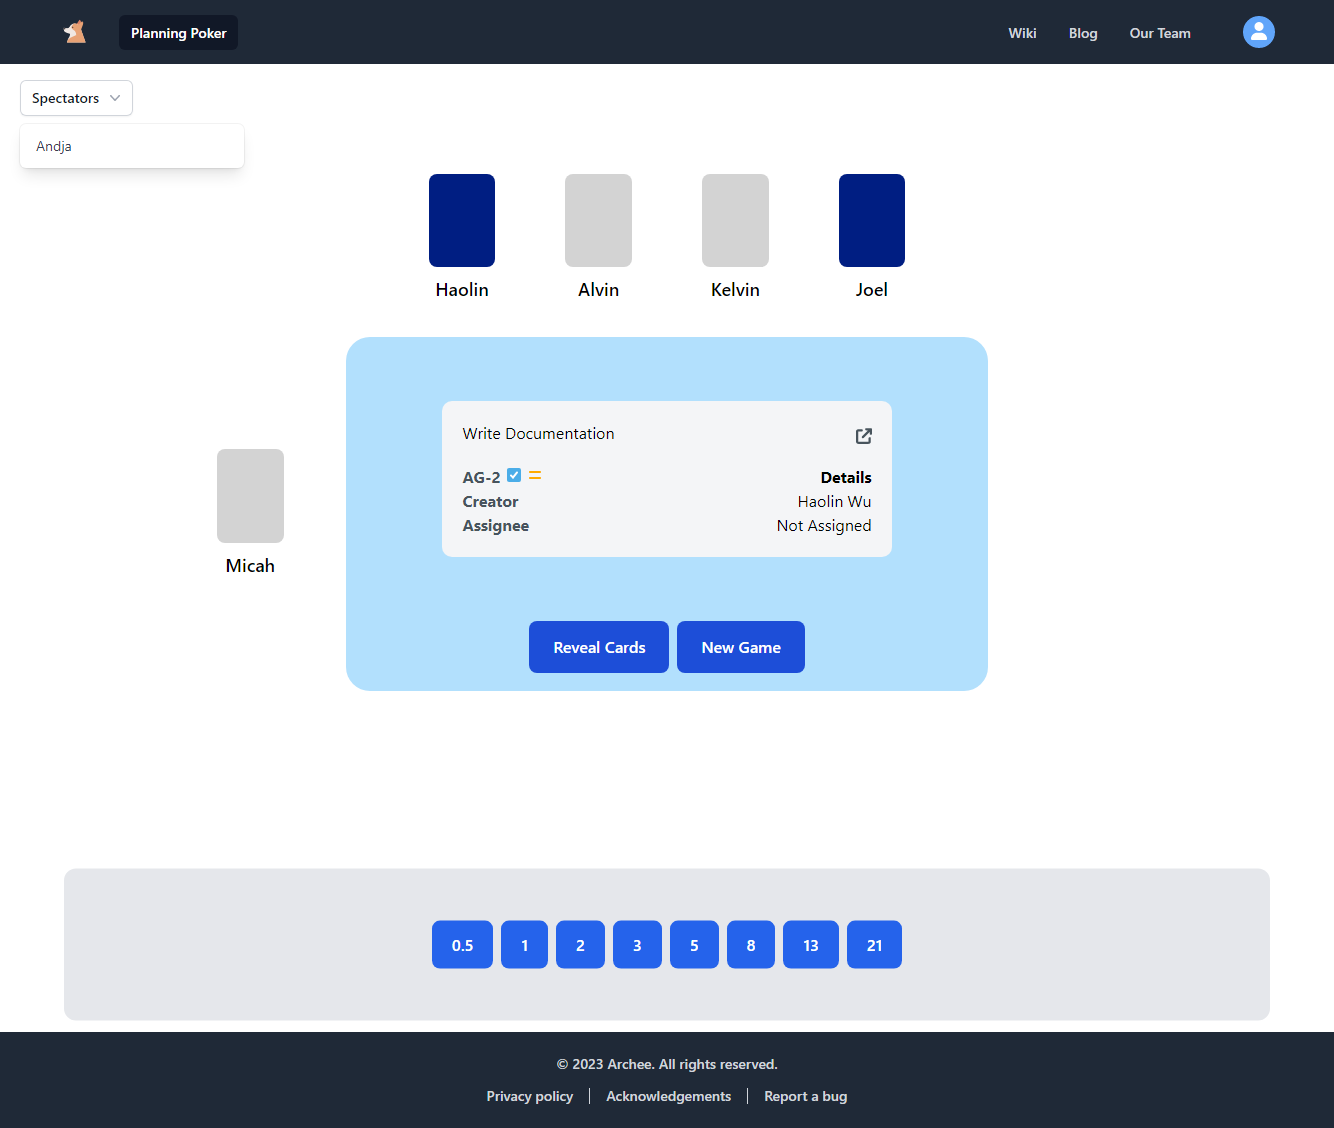 Planning Poker
Wiki
Blog
Our Team
Spectators
Andja
Haolin
Alvin
Kelvin
Joel
Micah
Write Documentation
AG-2
Details
Creator
Haolin Wu
Assignee
Not Assigned
Reveal Cards
New Game
0.5
1
2
3
5
8
13
21
© 2023 Archee. All rights reserved.
Privacy policy
Acknowledgements
Report a bug